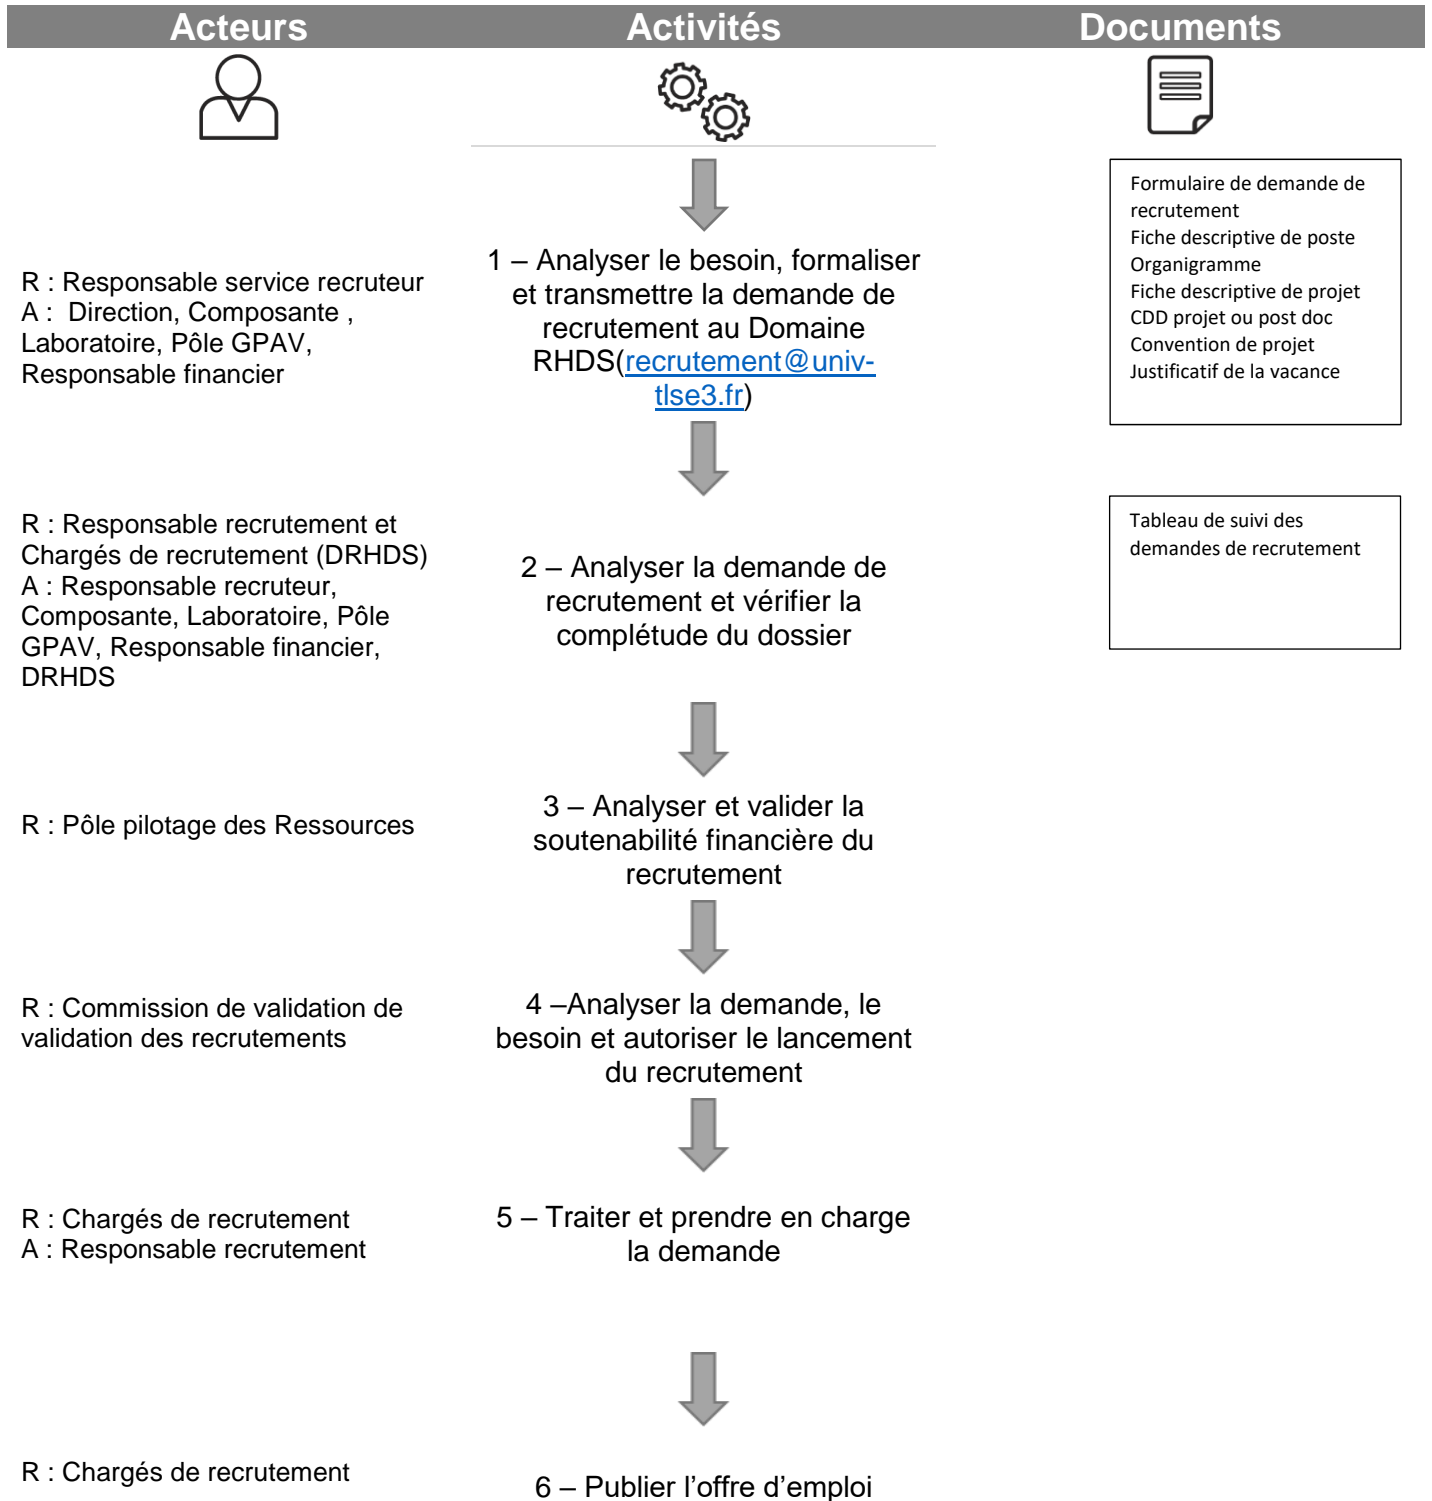 Acteurs
Activités
Documents
R : Responsable service recruteur
A :  Direction, Composante ,
Laboratoire, Pôle GPAV,
Responsable financier
1 – Analyser le besoin, formaliser
et transmettre la demande de
recrutement au Domaine
RHDS(recrutement@univ-
tlse3.fr)
Formulaire de demande de
recrutement
Fiche descriptive de poste
Organigramme
Fiche descriptive de projet
CDD projet ou post doc
Convention de projet
Justificatif de la vacance
R : Responsable recrutement et
Chargés de recrutement (DRHDS)
A : Responsable recruteur,
Composante, Laboratoire, Pôle
GPAV, Responsable financier,
DRHDS
2 – Analyser la demande de
recrutement et vérifier la
complétude du dossier
Tableau de suivi des
demandes de recrutement
R : Pôle pilotage des Ressources
3 – Analyser et valider la
soutenabilité financière du
recrutement
R : Commission de validation de
validation des recrutements
4 –Analyser la demande, le
besoin et autoriser le lancement
du recrutement
R : Chargés de recrutement
A : Responsable recrutement
5 – Traiter et prendre en charge
la demande
R : Chargés de recrutement
6 – Publier l’offre d’emploi